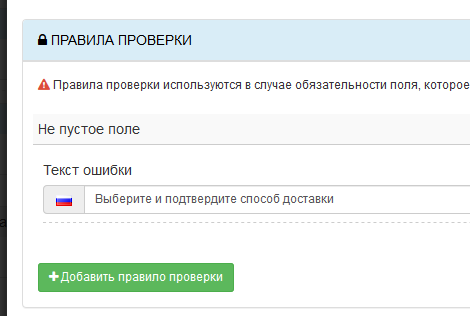 ПРАВИЛА ПРОВЕРКИ
Правила проверки используются в случае обязательности поля, которое
Не пустое поле
Текст ошибки
Выберите и подтвердите способ доставки
Добавить правило проверки